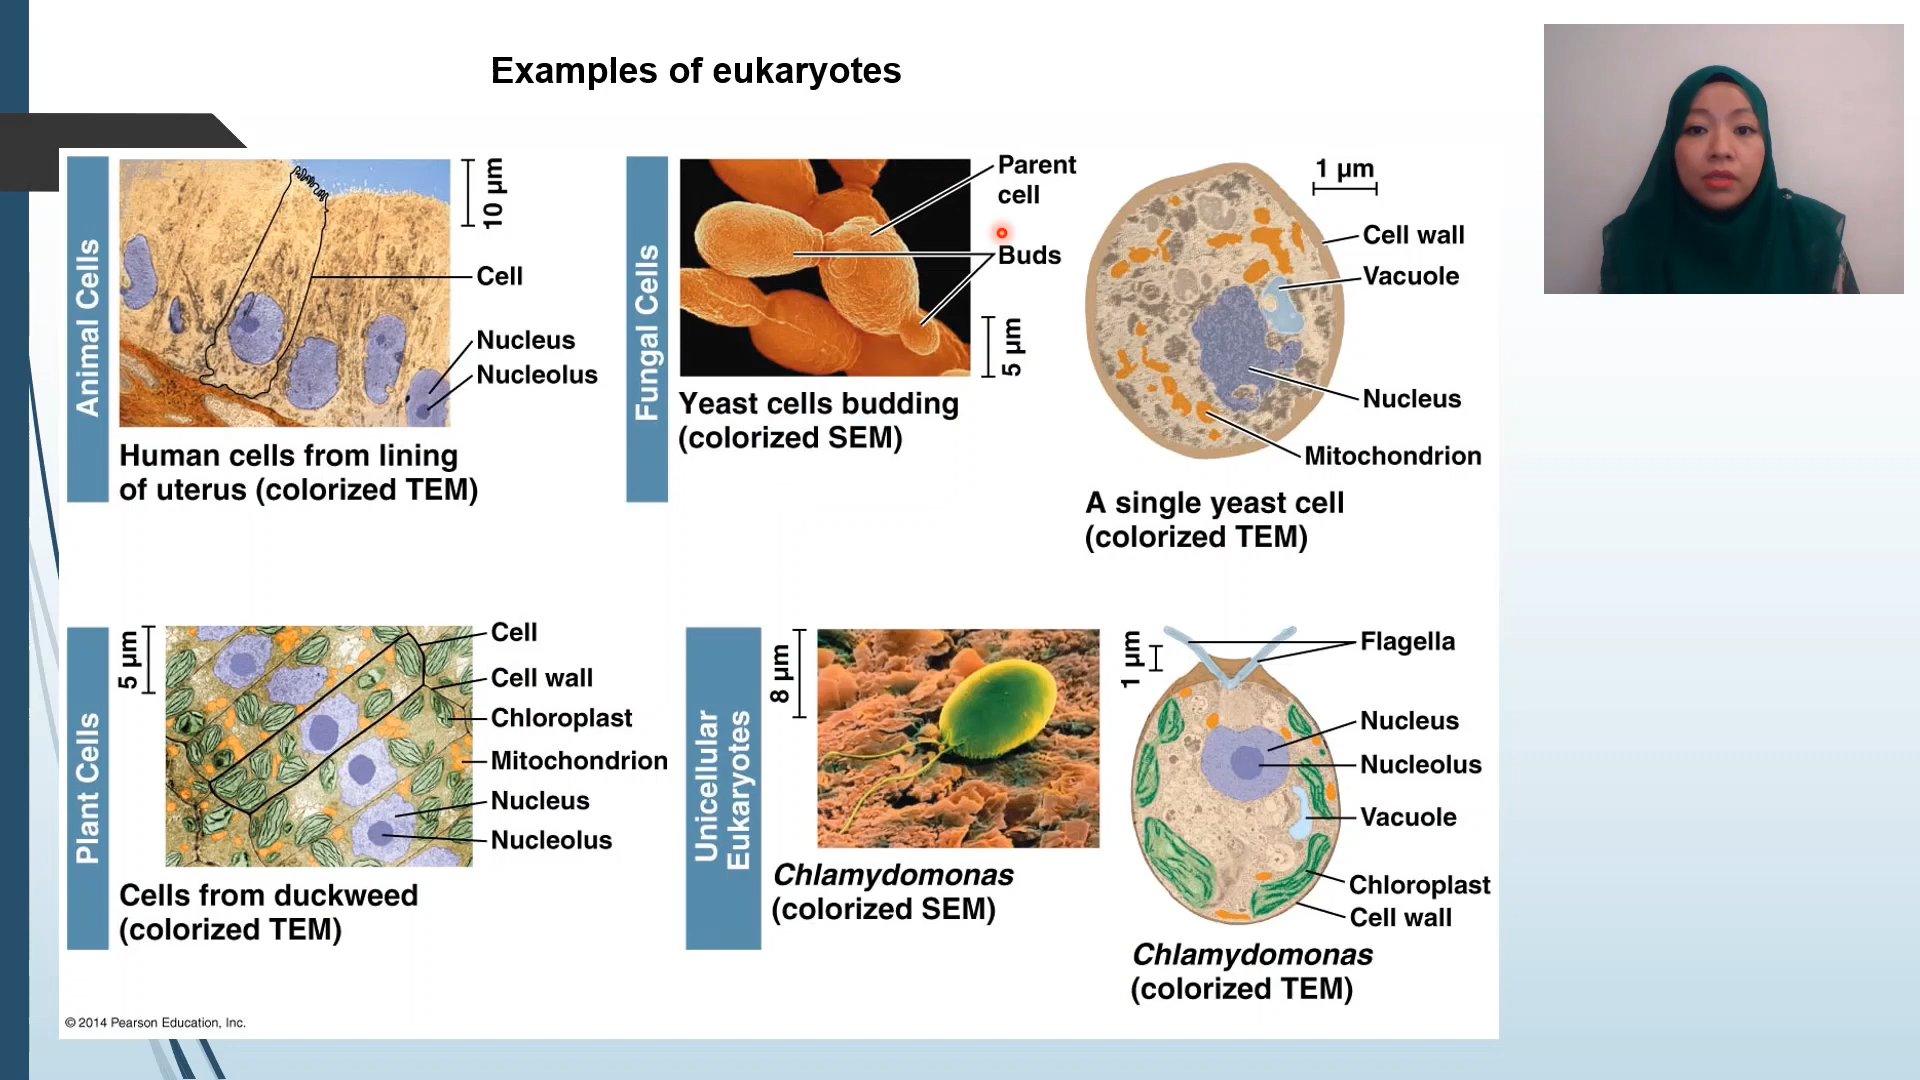 Examples of eukaryotes
Animal Cells
10 µm
Cell
Nucleus
Nucleolus
Human cells from lining
of uterus (colorized TEM)
Fungal Cells
Parent
cell
Buds
5 µm
Yeast cells budding
(colorized SEM)
1 µm
Cell wall
Vacuole
Nucleus
Mitochondrion
A single yeast cell
(colorized TEM)
Plant Cells
5 µm
Cell
Cell wall
Chloroplast
Mitochondrion
Nucleus
Nucleolus
Cells from duckweed
(colorized TEM)
Unicellular
Eukaryotes
8 µm
Chlamydomonas
(colorized SEM)
1 µm
Flagella
Nucleus
Nucleolus
Vacuole
Chloroplast
Cell wall
Chlamydomonas
(colorized TEM)
© 2014 Pearson Education, Inc.